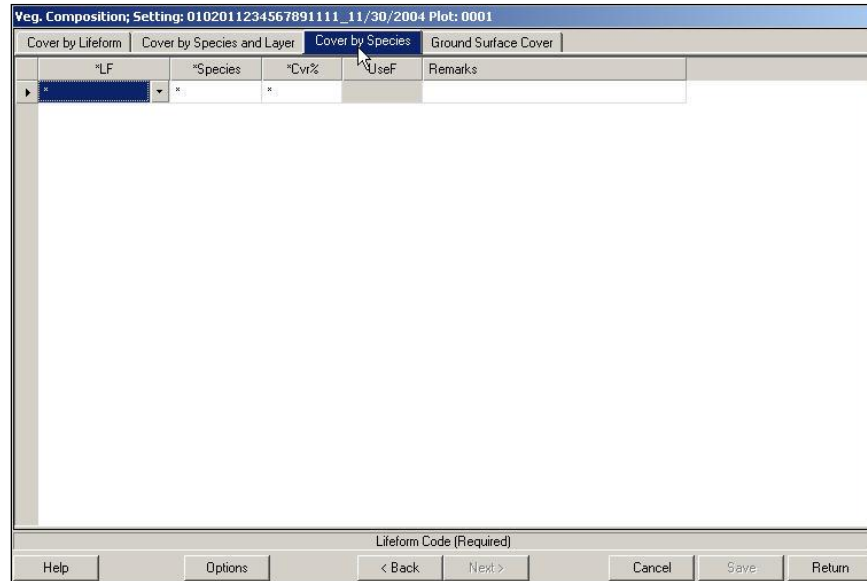 Veg. Composition; Setting: 0102011234567891111_11/30/2004 Plot: 0001
Cover by Lifeform Cover by Species and Layer Cover by Species Ground Surface Cover
*LF *Species *Cvr% *UseF Remarks
* * *
Lifeform Code (Required)
Help Options < Back Next > Cancel Save Return